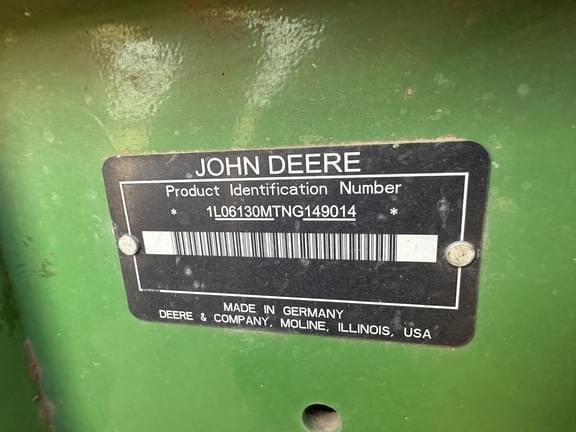 JOHN DEERE
Product Identification Number
* 1L06130MTNG149014 *
MADE IN GERMANY
DEERE & COMPANY, MOLINE, ILLINOIS, USA